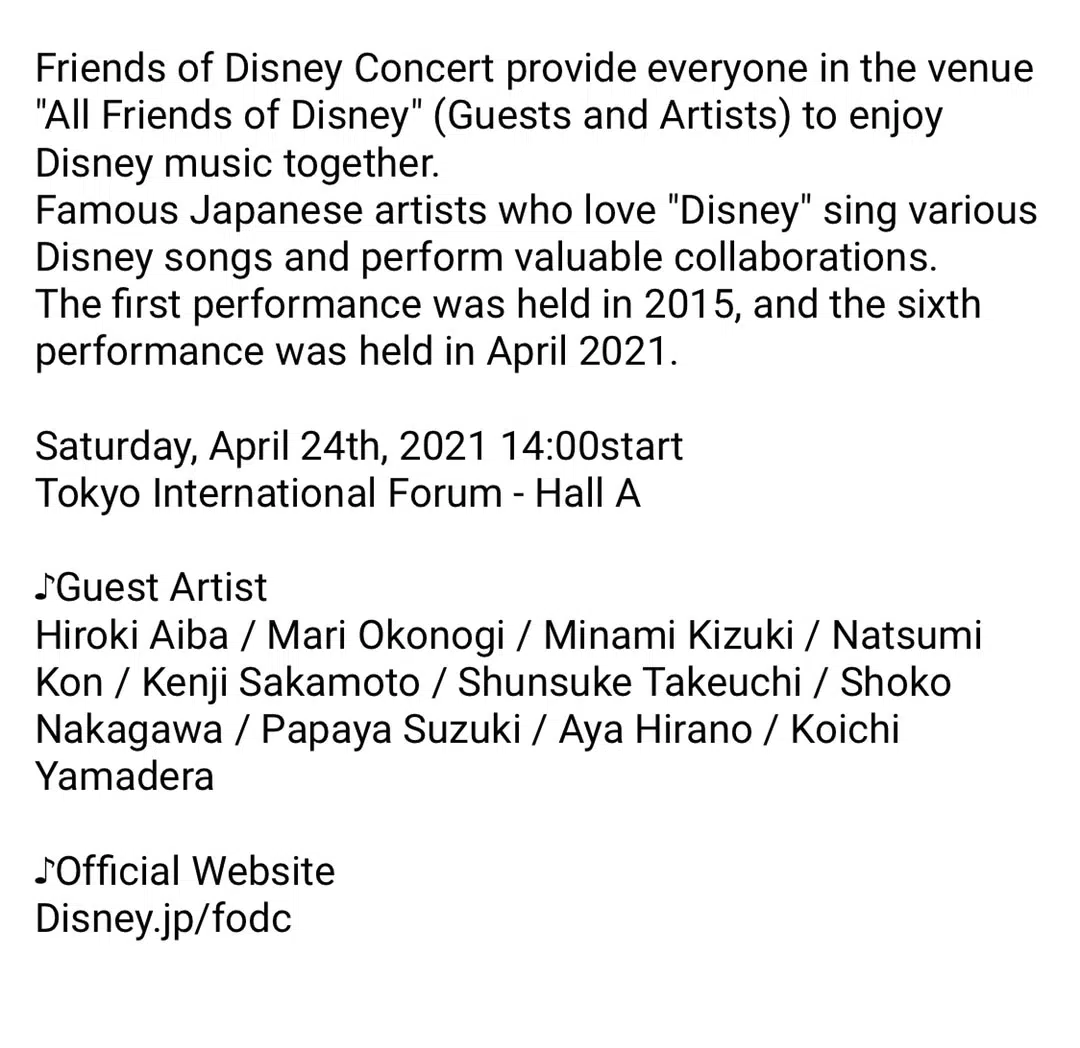 Friends of Disney Concert provide everyone in the venue
"All Friends of Disney" (Guests and Artists) to enjoy
Disney music together.
Famous Japanese artists who love "Disney" sing various
Disney songs and perform valuable collaborations.
The first performance was held in 2015, and the sixth
performance was held in April 2021.
Saturday, April 24th, 2021 14:00start
Tokyo International Forum - Hall A
♪Guest Artist
Hiroki Aiba / Mari Okonogi / Minami Kizuki / Natsumi
Kon / Kenji Sakamoto / Shunsuke Takeuchi / Shoko
Nakagawa / Papaya Suzuki / Aya Hirano / Koichi
Yamadera
♪Official Website
Disney.jp/fodc